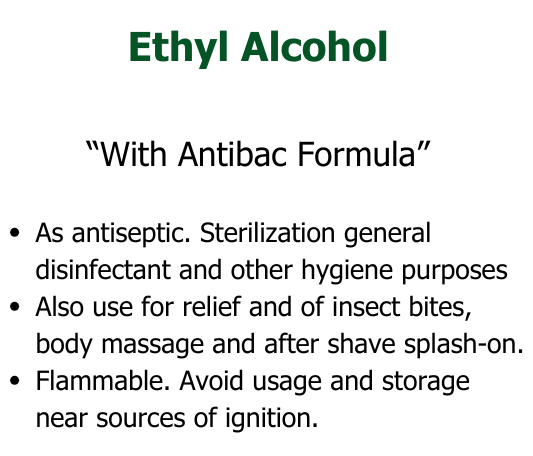 Ethyl Alcohol
“With Antibac Formula”
• As antiseptic. Sterilization general
disinfectant and other hygiene purposes
• Also use for relief and of insect bites,
body massage and after shave splash-on.
• Flammable. Avoid usage and storage
near sources of ignition.